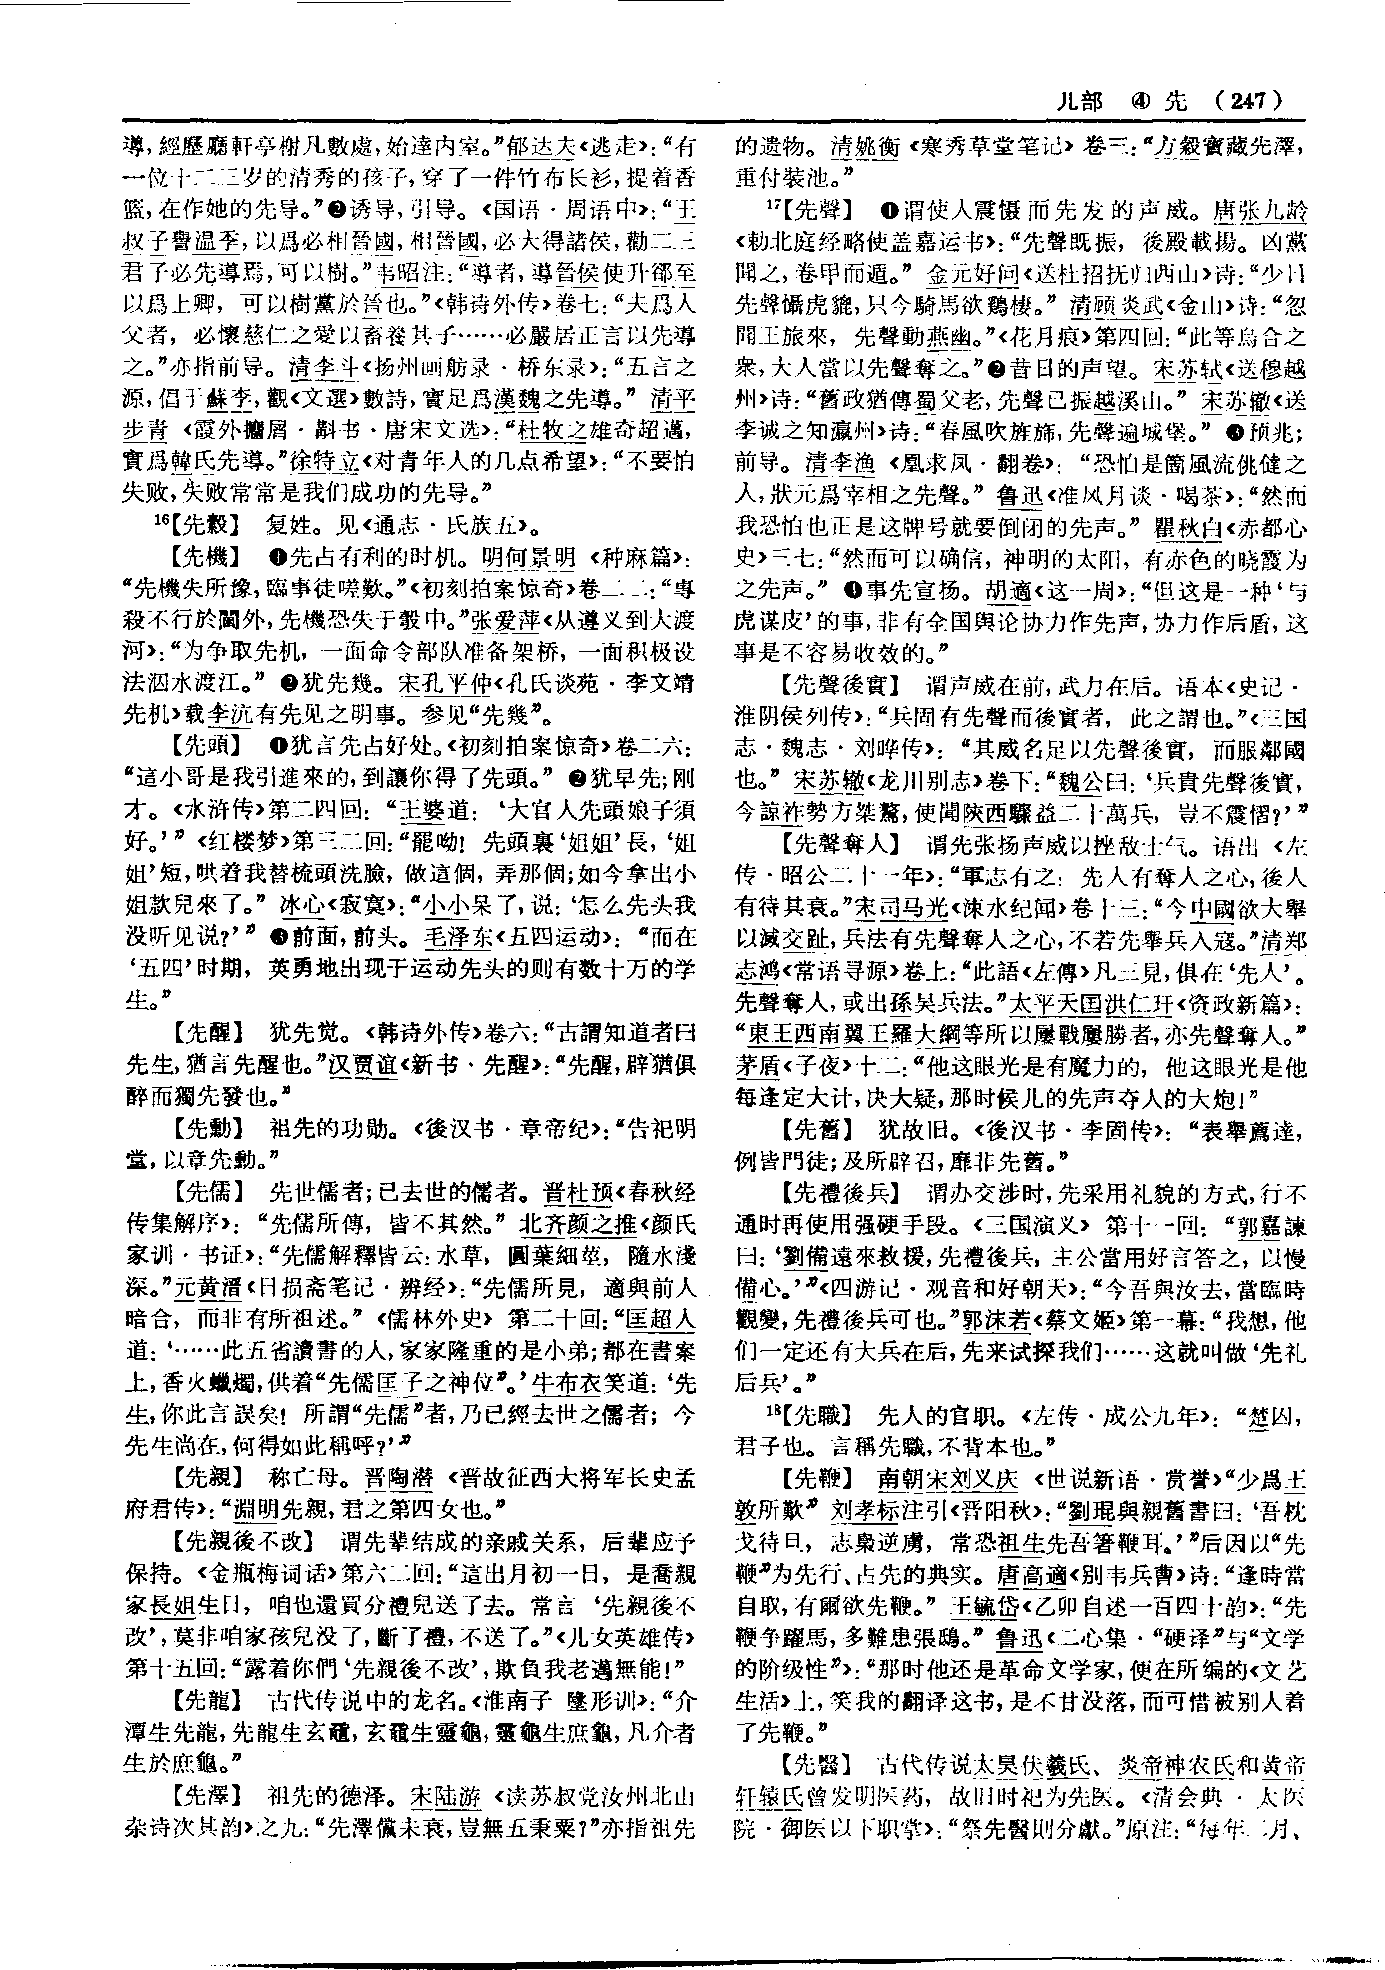 儿部 ④ 先 （247）
導，經歷廳軒亭榭凡數處，始達内室。”郁达夫《逃走》：“有
一位十二三岁的清秀的孩子，穿了一件竹布长衫，提着香
篮，在作她的先导。”❷诱导，引导。《国语·周语中》：“王
叔子譽温季，以爲必相晉國，相晉國，必大得諸侯，勸二三
君子必先導焉，可以樹。”韦昭注：“導者，導晉侯使升郤至
以爲上卿，可以樹黨於晉也。”《韩诗外传》卷七：“夫爲人
父者，必懷慈仁之愛以畜養其子……必嚴居正言以先導
之。”亦指前导。清李斗《扬州画舫录·桥东录》：“五言之
源，倡于蘇李，觀《文選》數詩，實足爲漢魏之先導。”清平
步青《霞外攟屑·斠书·唐宋文选》：“杜牧之雄奇超邁，
實爲韓氏先導。”徐特立《对青年人的几点希望》：“不要怕
失败，失败常常是我们成功的先导。”
16【先縠】 复姓。见《通志·氏族五》。
【先機】 ❶先占有利的时机。明何景明《种麻篇》：
“先機失所豫，臨事徒嗟歎。”《初刻拍案惊奇》卷二二：“專
殺不行於閫外，先機恐失于彀中。”张爱萍《从遵义到大渡
河》：“为争取先机，一面命令部队准备架桥，一面积极设
法泅水渡江。”❷犹先幾。宋孔平仲《孔氏谈苑·李文靖
先机》载李沆有先见之明事。参见“先幾”。
【先頭】 ❶犹言先占好处。《初刻拍案惊奇》卷二六：
“這小哥是我引進來的，到讓你得了先頭。”❷犹早先；刚
才。《水浒传》第二四回：“王婆道：‘大官人先頭娘子須
好。’”《红楼梦》第三二回：“罷呦！先頭裏‘姐姐’長，‘姐
姐’短，哄着我替梳頭洗臉，做這個，弄那個；如今拿出小
姐款兒來了。”冰心《寂寞》：“小小呆了，说：‘怎么先头我
没听见说？’”❸前面，前头。毛泽东《五四运动》：“而在
‘五四’时期，英勇地出现于运动先头的则有数十万的学
生。”
【先醒】 犹先觉。《韩诗外传》卷六：“古謂知道者曰
先生，猶言先醒也。”汉贾谊《新书·先醒》：“先醒，辟猶俱
醉而獨先發也。”
【先勳】 祖先的功勋。《後汉书·章帝纪》：“告祀明
堂，以章先勳。”
【先儒】 先世儒者；已去世的儒者。晋杜预《春秋经
传集解序》：“先儒所傳，皆不其然。”北齐颜之推《颜氏
家训·书证》：“先儒解釋皆云：水草，圓葉細莖，隨水淺
深。”元黄溍《日损斋笔记·辨经》：“先儒所見，適與前人
暗合，而非有所祖述。”《儒林外史》第二十回：“匡超人
道：‘……此五省讀書的人，家家隆重的是小弟；都在書案
上，香火蠟燭，供着“先儒匡子之神位”。’牛布衣笑道：‘先
生，你此言誤矣！所謂“先儒”者，乃已經去世之儒者；今
先生尚在，何得如此稱呼？’”
【先親】 称亡母。晋陶潜《晋故征西大将军长史孟
府君传》：“淵明先親，君之第四女也。”
【先親後不改】 谓先辈结成的亲戚关系，后辈应予
保持。《金瓶梅词话》第六二回：“這出月初一日，是喬親
家長姐生日，咱也還買分禮兒送了去。常言‘先親後不
改’，莫非咱家孩兒没了，斷了禮，不送了。”《儿女英雄传》
第十五回：“露着你們‘先親後不改’，欺負我老邁無能！”
【先龍】 古代传说中的龙名。《淮南子 墬形训》：“介
潭生先龍，先龍生玄黿，玄黿生靈龜，靈龜生庶龜，凡介者
生於庶龜。”
【先澤】 祖先的德泽。宋陆游《读苏叔党汝州北山
杂诗次其韵》之九：“先澤儻未衰，豈無五秉粟？”亦指祖先
的遗物。清姚衡《寒秀草堂笔记》卷三：“方綴實藏先澤，
重付裝池。”
17【先聲】 ❶谓使人震慑而先发的声威。唐张九龄
《勅北庭经略使盖嘉运书》：“先聲既振，後殿載揚。凶黨
聞之，卷甲而遁。”金元好问《送杜招抚归西山》诗：“少日
先聲懾虎貔，只今騎馬欲鷄棲。”清顾炎武《金山》诗：“忽
聞王旅來，先聲動燕幽。”《花月痕》第四回：“此等烏合之
衆，大人當以先聲奪之。”❷昔日的声望。宋苏轼《送穆越
州》诗：“舊政猶傳蜀父老，先聲已振越溪山。”宋苏辙《送
李诚之知瀛州》诗：“春風吹旌旆，先聲遍城堡。”❸预兆；
前导。清李渔《凰求凤·翻卷》：“恐怕是箇風流佻㒓之
人，狀元爲宰相之先聲。”鲁迅《准风月谈·喝茶》：“然而
我恐怕也正是这牌号就要倒闭的先声。”瞿秋白《赤都心
史》三七：“然而可以确信，神明的太阳，有赤色的晓霞为
之先声。”❹事先宣扬。胡適《这一周》：“但这是一种‘与
虎谋皮’的事，非有全国舆论协力作先声，协力作后盾，这
事是不容易收效的。”
【先聲後實】 谓声威在前，武力在后。语本《史记·
淮阴侯列传》：“兵固有先聲而後實者，此之謂也。”《三国
志·魏志·刘晔传》：“其威名足以先聲後實，而服鄰國
也。”宋苏辙《龙川别志》卷下：“魏公曰：‘兵貴先聲後實，
今諒祚勢方桀驁，使聞陝西驟益二十萬兵，豈不震慴？’”
【先聲奪人】 谓先张扬声威以挫敌士气。语出《左
传·昭公二十一年》：“軍志有之：先人有奪人之心，後人
有待其衰。”宋司马光《涑水纪闻》卷十三：“今中國欲大舉
以滅交趾，兵法有先聲奪人之心，不若先舉兵入寇。”清郑
志鸿《常语寻源》卷上：“此語《左傳》凡三見，俱在‘先人’。
先聲奪人，或出孫吴兵法。”太平天国洪仁玕《资政新篇》：
“東王西南翼王羅大綱等所以屢戰屢勝者，亦先聲奪人。”
茅盾《子夜》十二：“他这眼光是有魔力的，他这眼光是他
每逢定大计，决大疑，那时候儿的先声夺人的大炮！”
【先舊】 犹故旧。《後汉书·李固传》：“表舉薦達，
例皆門徒；及所辟召，靡非先舊。”
【先禮後兵】 谓办交涉时，先采用礼貌的方式，行不
通时再使用强硬手段。《三国演义》第十一回：“郭嘉諫
曰：‘劉備遠來救援，先禮後兵，主公當用好言答之，以慢
備心。’”《四游记·观音和好朝天》：“今吾與汝去，當臨時
觀變，先禮後兵可也。”郭沫若《蔡文姬》第一幕：“我想，他
们一定还有大兵在后，先来试探我们……这就叫做‘先礼
后兵’。”
18【先職】 先人的官职。《左传·成公九年》：“楚囚，
君子也。言稱先職，不背本也。”
【先鞭】 南朝宋刘义庆《世说新语·赏誉》“少爲王
敦所歎”刘孝标注引《晋阳秋》：“劉琨與親舊書曰：‘吾枕
戈待旦，志梟逆虜，常恐祖生先吾箸鞭耳。’”后因以“先
鞭”为先行、占先的典实。唐高適《别韦兵曹》诗：“逢時當
自取，有爾欲先鞭。”王毓岱《乙卯自述一百四十韵》：“先
鞭争躍馬，多難患張鴟。”鲁迅《二心集·“硬译”与“文学
的阶级性”》：“那时他还是革命文学家，便在所编的《文艺
生活》上，笑我的翻译这书，是不甘没落，而可惜被别人着
了先鞭。”
【先醫】 古代传说太昊伏羲氏、炎帝神农氏和黄帝
轩辕氏曾发明医药，故旧时祀为先医。《清会典·太医
院·御医以下职掌》：“祭先醫則分獻。”原注：“每年二月、